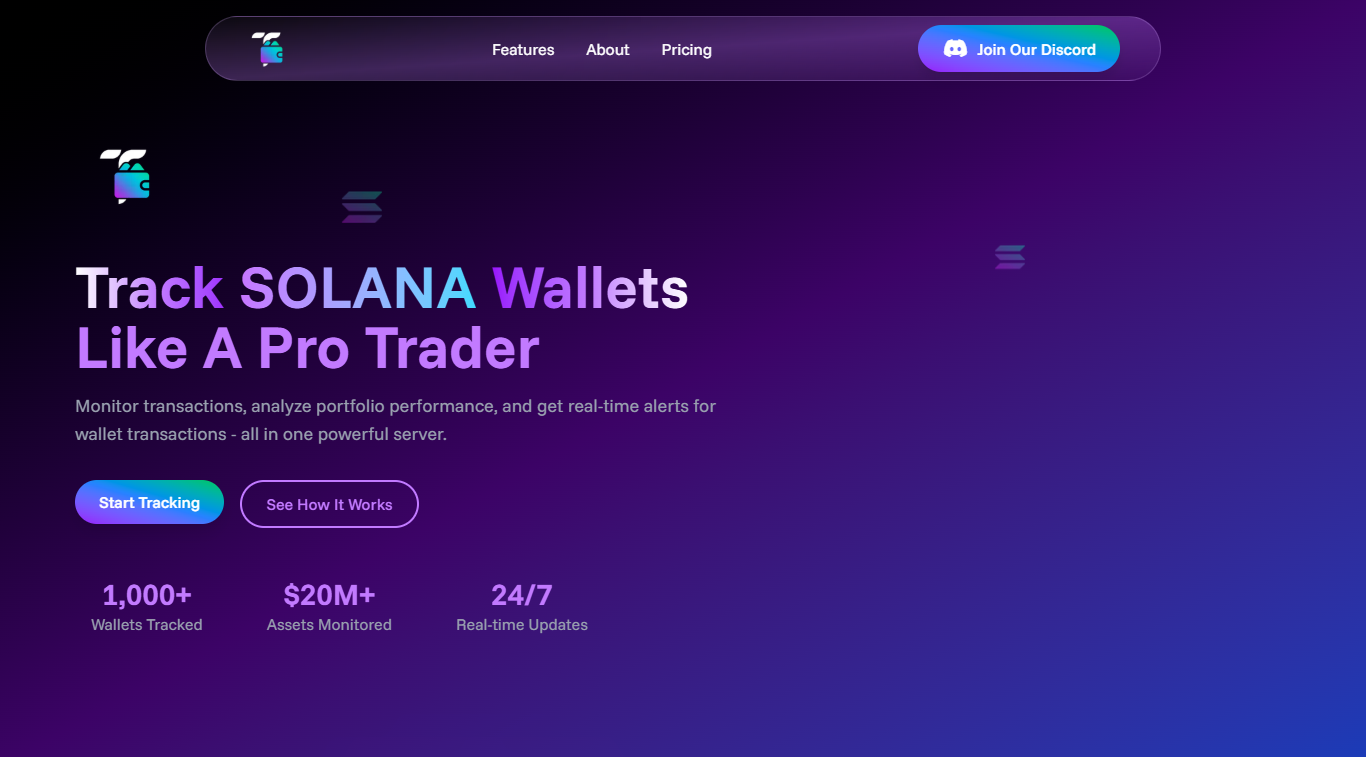 Features About Pricing Join Our Discord
Track SOLANA Wallets
Like A Pro Trader
Monitor transactions, analyze portfolio performance, and get real-time alerts for
wallet transactions - all in one powerful server.
Start Tracking See How It Works
1,000+ $20M+ 24/7
Wallets Tracked Assets Monitored Real-time Updates